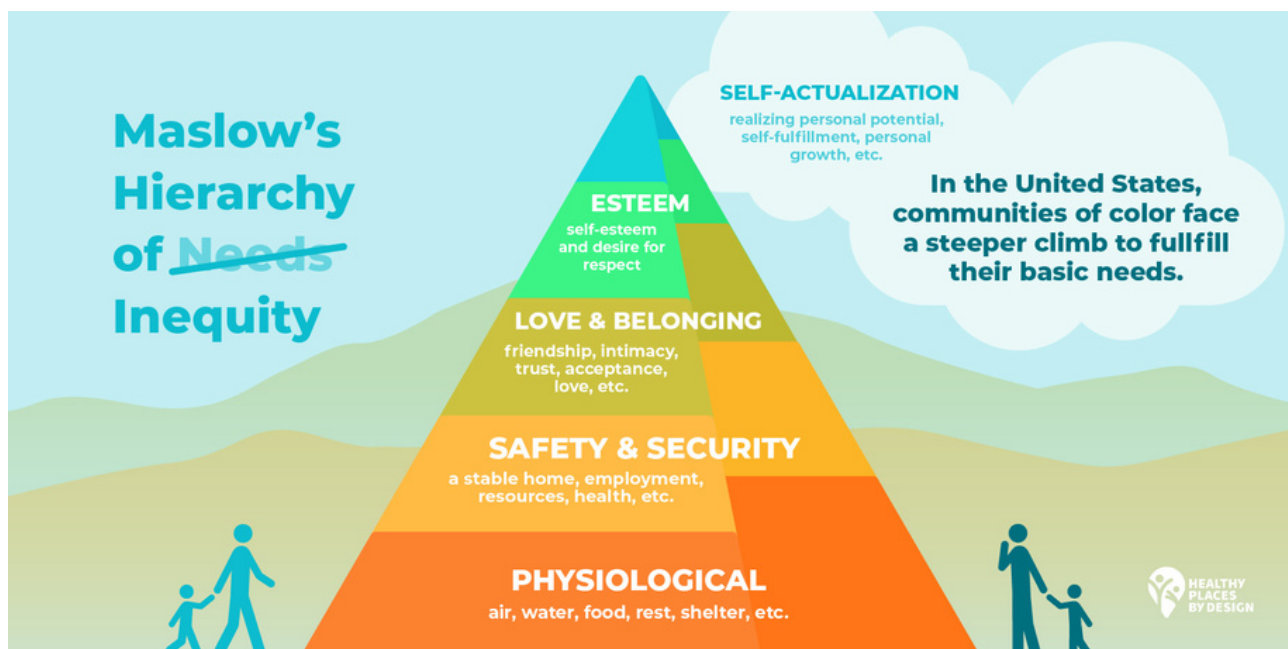 Maslow's
Hierarchy
of Needs
Inequity
SELF-ACTUALIZATION
realizing personal potential,
self-fulfillment, personal
growth, etc.
In the United States,
communities of color face
a steeper climb to fullfill
their basic needs.
ESTEEM
self-esteem
and desire for
respect
LOVE & BELONGING
friendship, intimacy,
trust, acceptance,
love, etc.
SAFETY & SECURITY
a stable home, employment,
resources, health, etc.
PHYSIOLOGICAL
air, water, food, rest, shelter, etc.
HEALTHY
PLACES
BY DESIGN